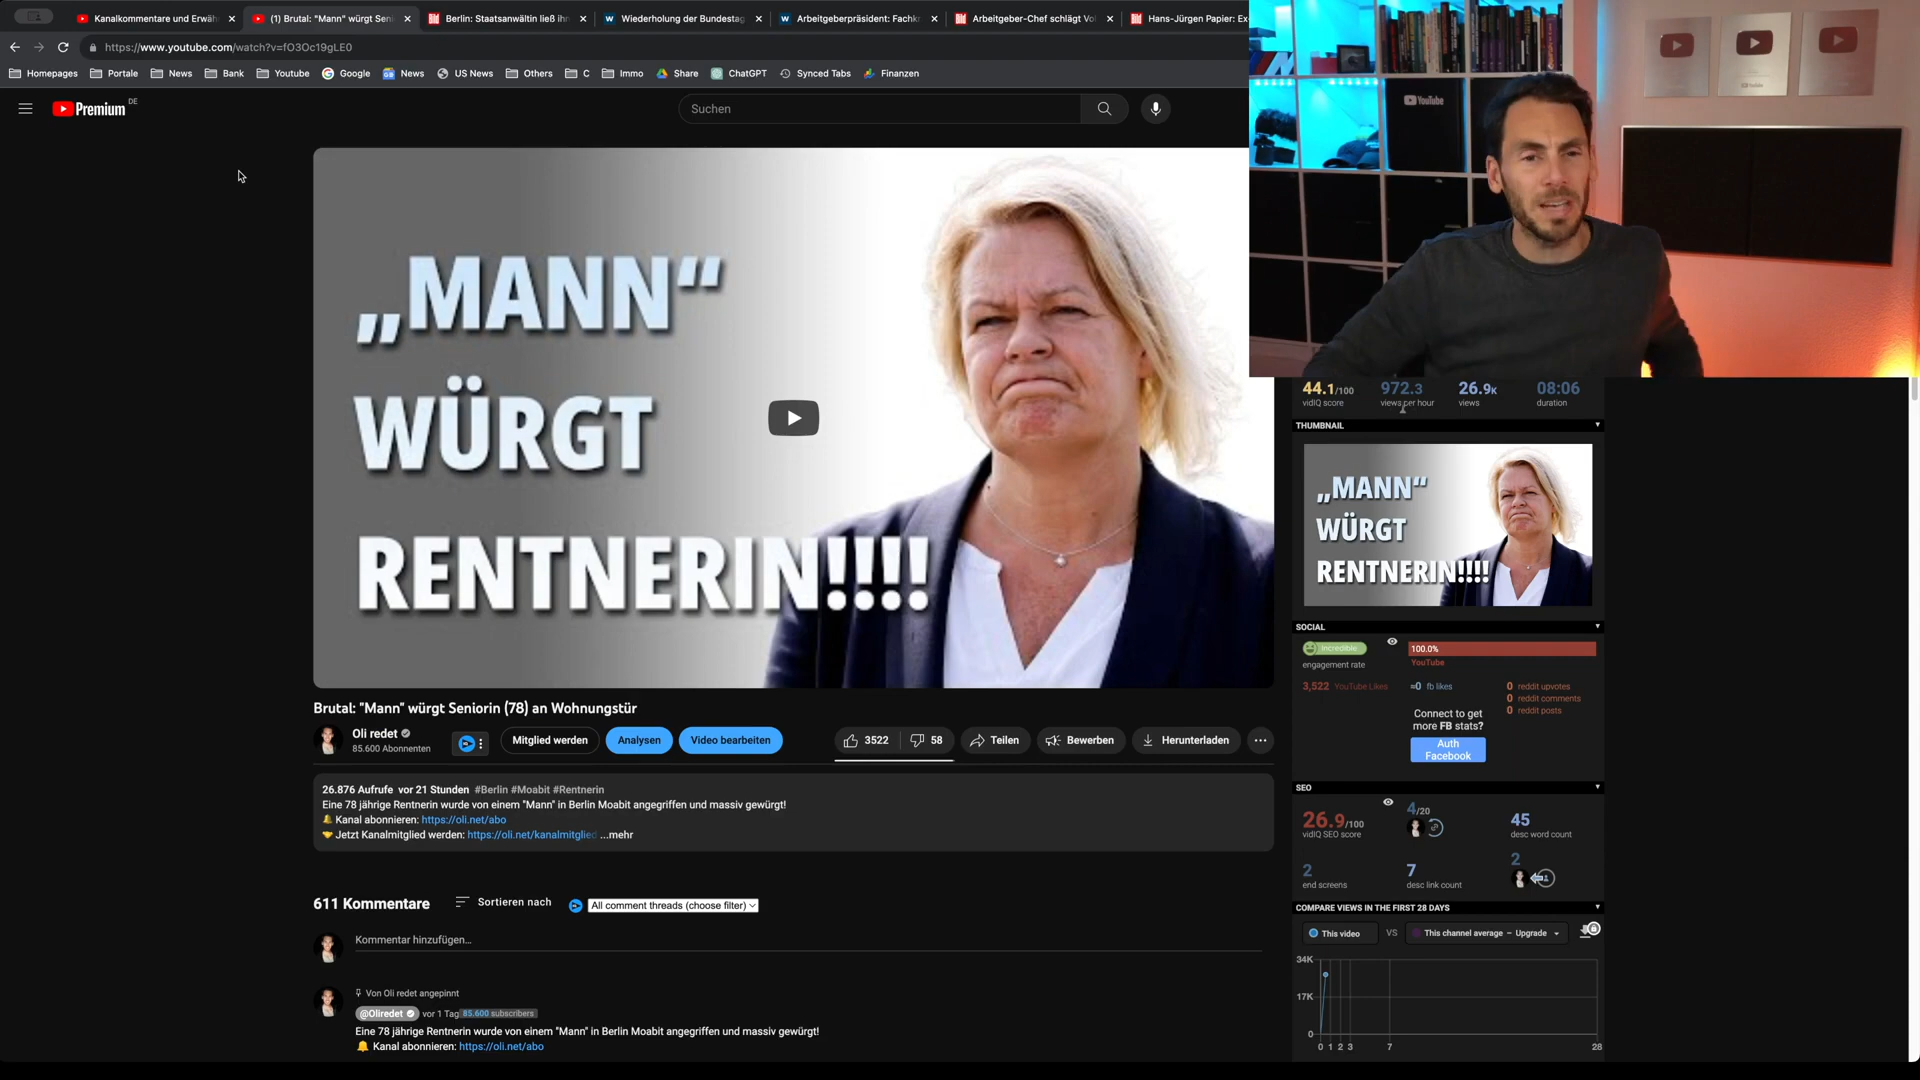 Kanalkommentare und Erwäh
(1) Brutal: "Mann" würgt Seni
Berlin: Staatsanwältin ließ ihn
Wiederholung der Bundestag
Arbeitgeberpräsident: Fachk
Arbeitgeber-Chef schlägt Vol
Hans-Jürgen Papier: Ex
https://www.youtube.com/watch?v=fO3Oc19gLE0
Homepages Portale News Bank Youtube Google News US News Others C Immo Share ChatGPT Synced Tabs Finanzen
Premium DE
Suchen
YouTube
„MANN“
WÜRGT
RENTNERIN!!!!
Brutal: "Mann" würgt Seniorin (78) an Wohnungstür
Oli redet
85.600 Abonnenten
Mitglied werden
Analysen
Video bearbeiten
3522
58
Teilen
Bewerben
Herunterladen
26.876 Aufrufe vor 21 Stunden #Berlin #Moabit #Rentnerin
Eine 78 jährige Rentnerin wurde von einem "Mann" in Berlin Moabit angegriffen und massiv gewürgt!
Kanal abonnieren: https://oli.net/abo
Jetzt Kanalmitglied werden: https://oli.net/kanalmitglied ...mehr
611 Kommentare
Sortieren nach
All comment threads (choose filter)
Kommentar hinzufügen...
Von Oli redet angepinnt
@Oliredet vor 1 Tag 85.600 subscribers
Eine 78 jährige Rentnerin wurde von einem "Mann" in Berlin Moabit angegriffen und massiv gewürgt!
Kanal abonnieren: https://oli.net/abo
44.1/100 972.3 26.9K 08:06
vidIQ score views per hour views duration
THUMBNAIL
„MANN“
WÜRGT
RENTNERIN!!!!
SOCIAL
Incredible
engagement rate
100.0%
YouTube
3,522 YouTube Likes
≈0 fb likes
0 reddit upvotes
0 reddit comments
0 reddit posts
Connect to get
more FB stats?
Auth
Facebook
SEO
26.9/100
vidIQ SEO score
4/20
45
desc word count
2
end screens
7
desc link count
2
COMPARE VIEWS IN THE FIRST 28 DAYS
This video VS This channel average – Upgrade
34K
17K
0
0 1 2 3 7 28